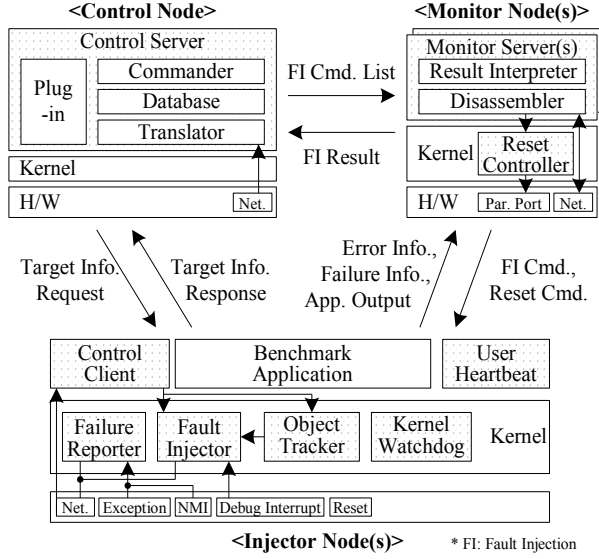 <Control Node>
<Monitor Node(s)>
Control Server
Plug
-in
Commander
Database
Translator
Kernel
H/W
Net.
FI Cmd. List
FI Result
Monitor Server(s)
Result Interpreter
Disassembler
Kernel
Reset
Controller
H/W
Par. Port
Net.
Target Info.
Request
Target Info.
Response
Error Info.,
Failure Info.,
App. Output
FI Cmd.,
Reset Cmd.
Control
Client
Benchmark
Application
User
Heartbeat
Failure
Reporter
Fault
Injector
Object
Tracker
Kernel
Watchdog
Kernel
Net.
Exception
NMI
Debug Interrupt
Reset
<Injector Node(s)>
* FI: Fault Injection